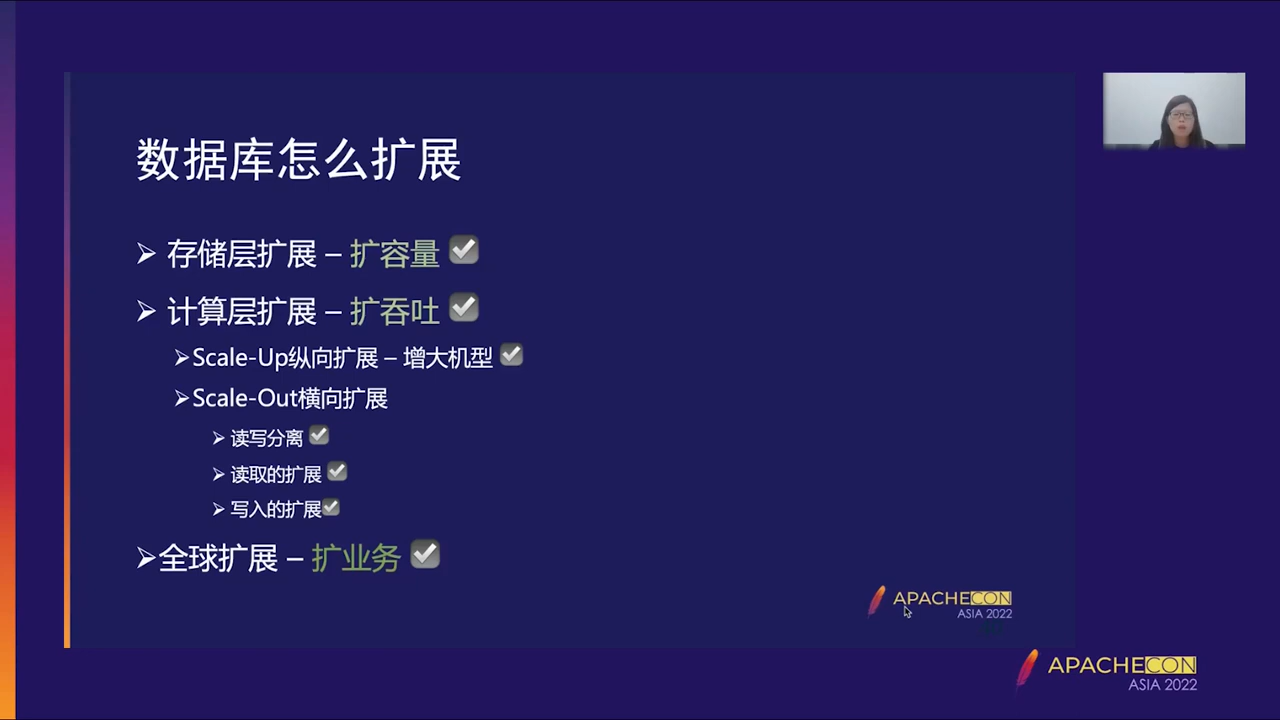 数据库怎么扩展
➢ 存储层扩展 – 扩容量 ✔
➢ 计算层扩展 – 扩吞吐 ✔
➢Scale-Up纵向扩展 – 增大机型 ✔
➢Scale-Out横向扩展
➢ 读写分离 ✔
➢ 读取的扩展 ✔
➢ 写入的扩展✔
➢全球扩展 – 扩业务 ✔
APACHECON
ASIA 2022
APACHECON
ASIA 2022